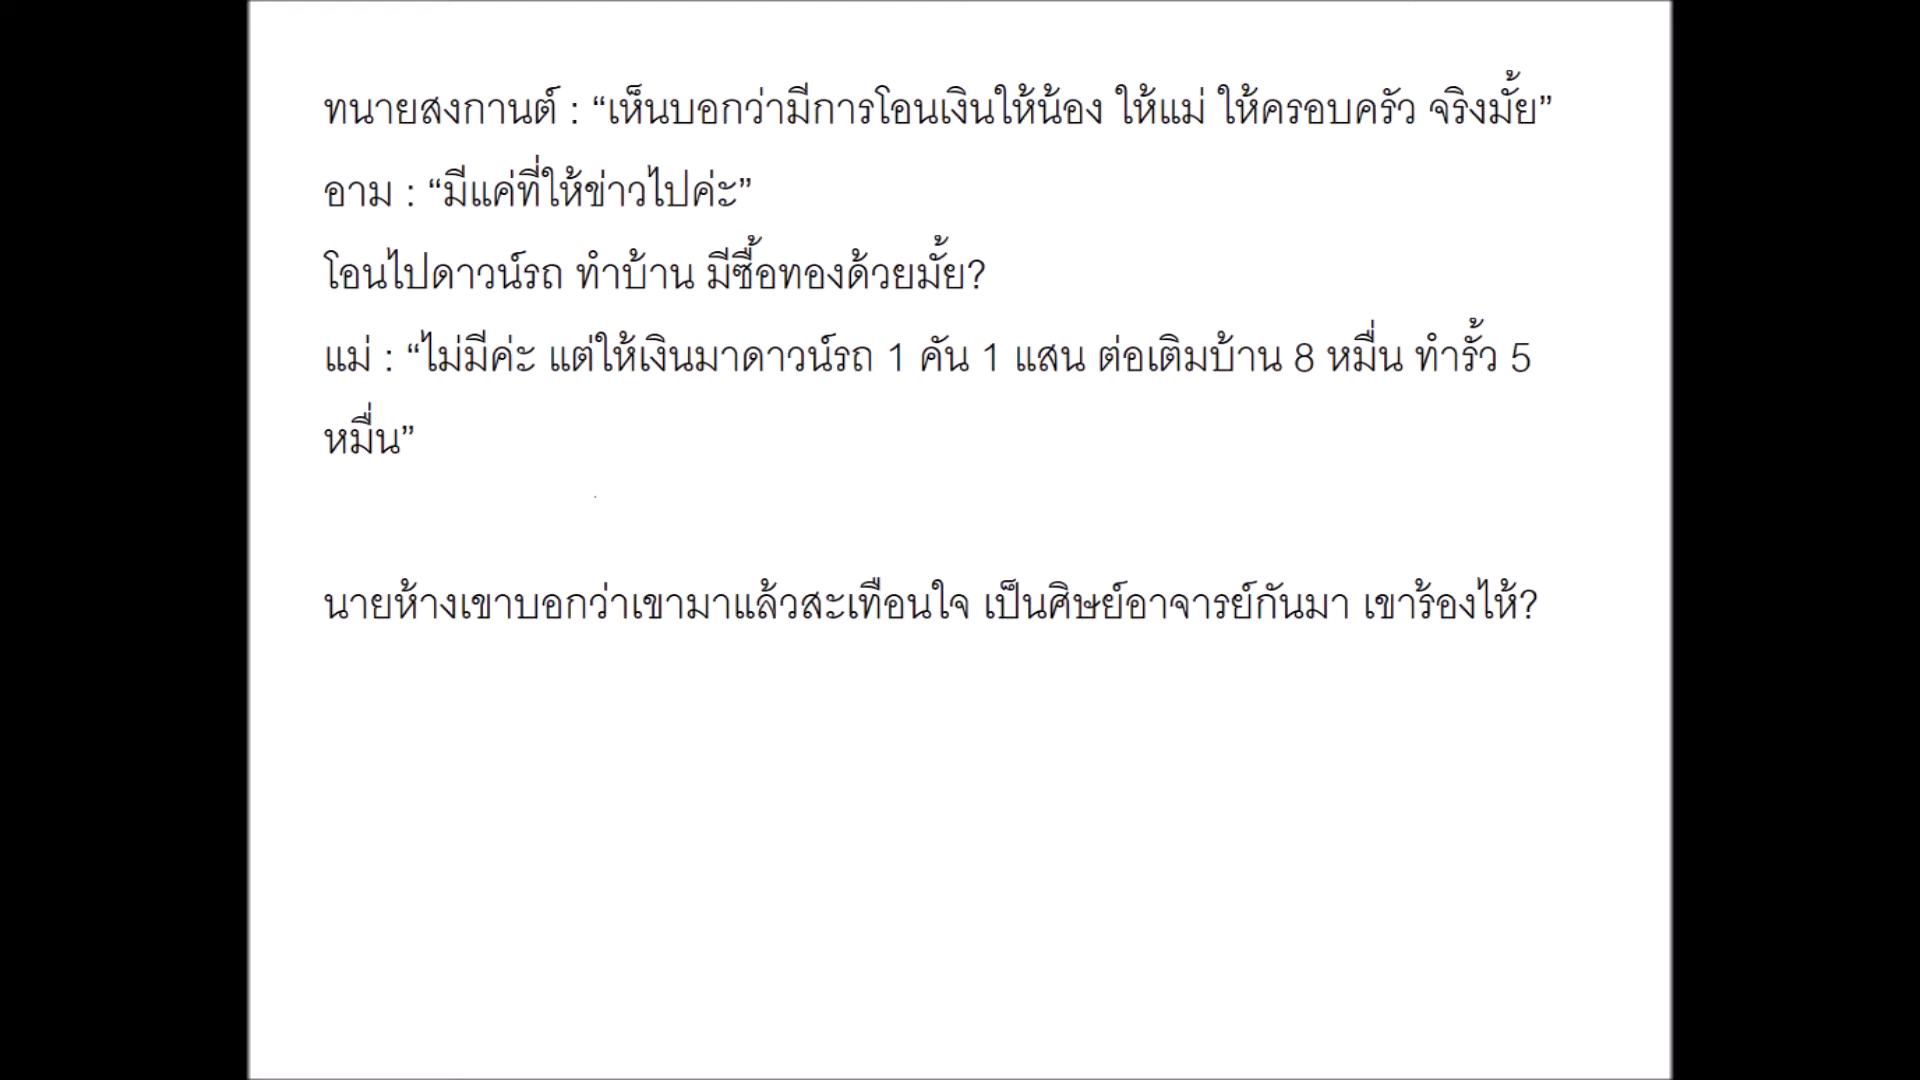 ทนายสงกานต์ : “เห็นบอกว่ามีการโอนเงินให้น้อง ให้แม่ ให้ครอบครัว จริงมั้ย”
อาม : “มีแค่ที่ให้ข่าวไปค่ะ”
โอนไปดาวน์รถ ทำบ้าน มีซื้อทองด้วยมั้ย?
แม่ : “ไม่มีค่ะ แต่ให้เงินมาดาวน์รถ 1 คัน 1 แสน ต่อเติมบ้าน 8 หมื่น ทำรั้ว 5
หมื่น”
นายห้างเขาบอกว่าเขามาแล้วสะเทือนใจ เป็นศิษย์อาจารย์กันมา เขาร้องไห้?